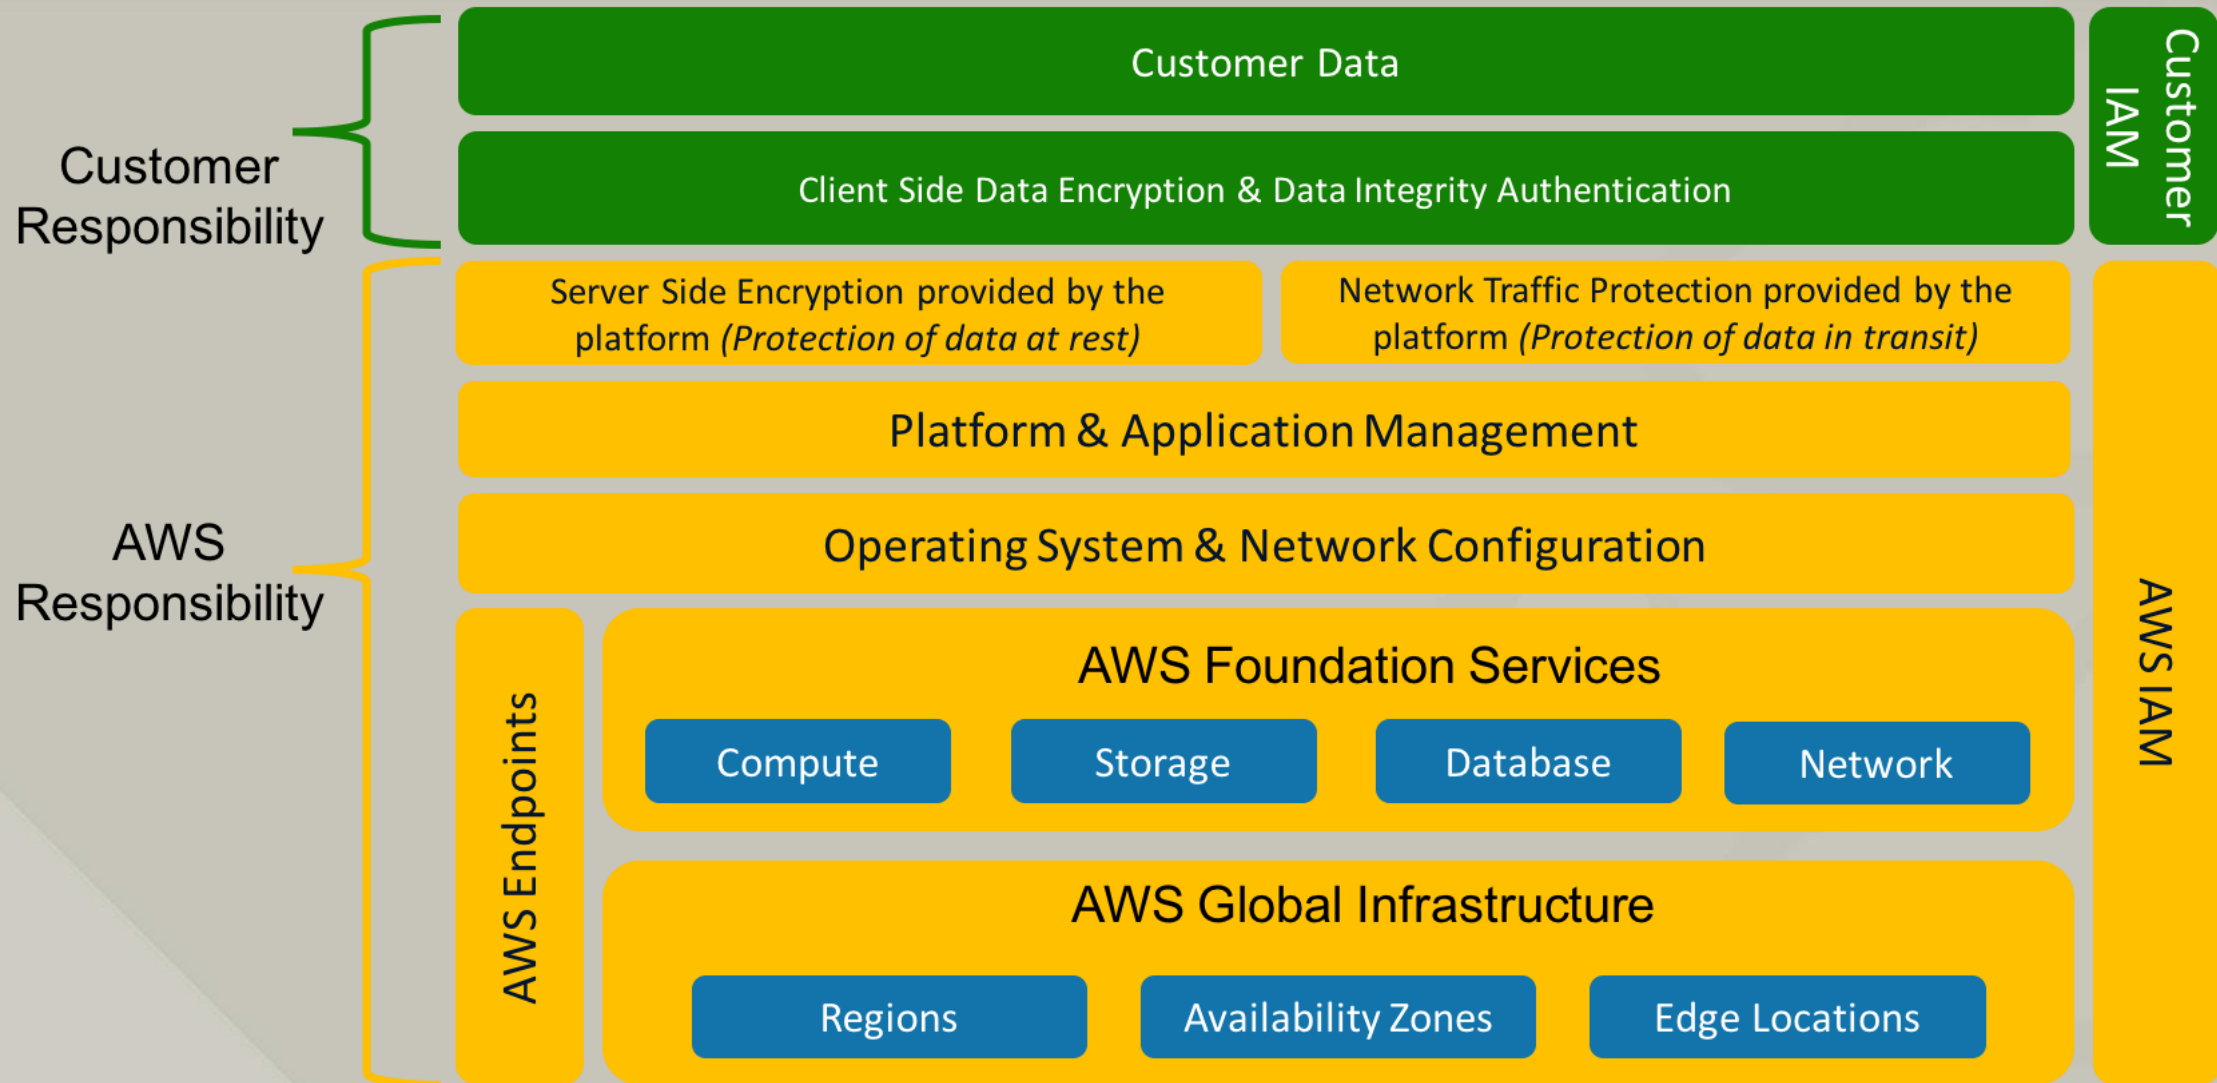 Customer Data
Customer
IAM
Customer
Responsibility
Client Side Data Encryption & Data Integrity Authentication
Server Side Encryption provided by the
platform (Protection of data at rest)
Network Traffic Protection provided by the
platform (Protection of data in transit)
Platform & Application Management
AWS
Responsibility
Operating System & Network Configuration
AWS IAM
AWS Endpoints
AWS Foundation Services
Compute
Storage
Database
Network
AWS Global Infrastructure
Regions
Availability Zones
Edge Locations